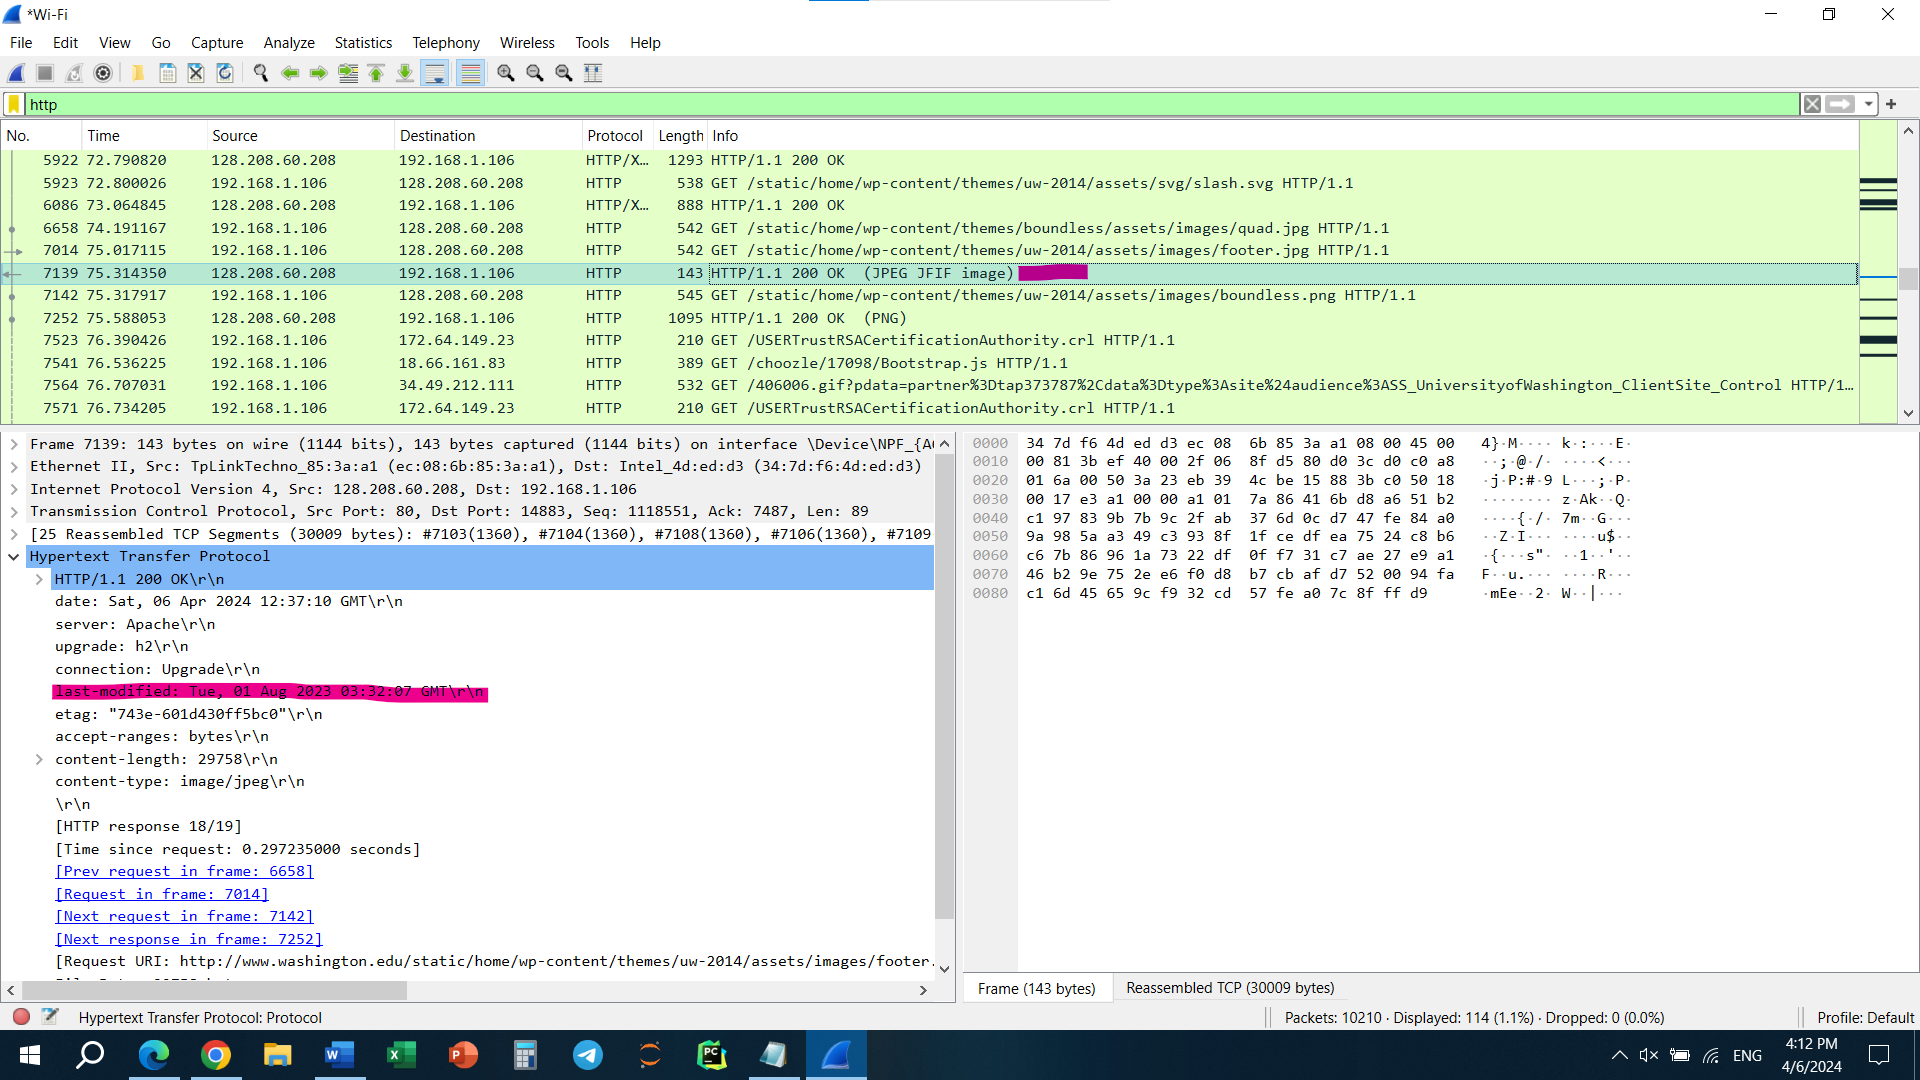 *Wi-Fi
File Edit View Go Capture Analyze Statistics Telephony Wireless Tools Help
http
No. Time Source Destination Protocol Length Info
5922 72.790820 128.208.60.208 192.168.1.106 HTTP/X… 1293 HTTP/1.1 200 OK
5923 72.800026 192.168.1.106 128.208.60.208 HTTP 538 GET /static/home/wp-content/themes/uw-2014/assets/svg/slash.svg HTTP/1.1
6086 73.064845 128.208.60.208 192.168.1.106 HTTP/X… 888 HTTP/1.1 200 OK
6658 74.191167 192.168.1.106 128.208.60.208 HTTP 542 GET /static/home/wp-content/themes/boundless/assets/images/quad.jpg HTTP/1.1
7014 75.017115 192.168.1.106 128.208.60.208 HTTP 542 GET /static/home/wp-content/themes/uw-2014/assets/images/footer.jpg HTTP/1.1
7139 75.314350 128.208.60.208 192.168.1.106 HTTP 143 HTTP/1.1 200 OK (JPEG JFIF image)
7142 75.317917 192.168.1.106 128.208.60.208 HTTP 545 GET /static/home/wp-content/themes/uw-2014/assets/images/boundless.png HTTP/1.1
7252 75.588053 128.208.60.208 192.168.1.106 HTTP 1095 HTTP/1.1 200 OK (PNG)
7523 76.390426 192.168.1.106 172.64.149.23 HTTP 210 GET /USERTrustRSACertificationAuthority.crl HTTP/1.1
7541 76.536225 192.168.1.106 18.66.161.83 HTTP 389 GET /choozle/17098/Bootstrap.js HTTP/1.1
7564 76.707031 192.168.1.106 34.49.212.111 HTTP 532 GET /406006.gif?pdata=partner%3Dtap373787%2Cdata%3Dtype%3Asite%24audience%3ASS_UniversityofWashington_ClientSite_Control HTTP/1…
7571 76.734205 192.168.1.106 172.64.149.23 HTTP 210 GET /USERTrustRSACertificationAuthority.crl HTTP/1.1
Frame 7139: 143 bytes on wire (1144 bits), 143 bytes captured (1144 bits) on interface \Device\NPF_{A
Ethernet II, Src: TpLinkTechno_85:3a:a1 (ec:08:6b:85:3a:a1), Dst: Intel_4d:ed:d3 (34:7d:f6:4d:ed:d3)
Internet Protocol Version 4, Src: 128.208.60.208, Dst: 192.168.1.106
Transmission Control Protocol, Src Port: 80, Dst Port: 14883, Seq: 1118551, Ack: 7487, Len: 89
[25 Reassembled TCP Segments (30009 bytes): #7103(1360), #7104(1360), #7108(1360), #7106(1360), #7109
Hypertext Transfer Protocol
HTTP/1.1 200 OK\r\n
date: Sat, 06 Apr 2024 12:37:10 GMT\r\n
server: Apache\r\n
upgrade: h2\r\n
connection: Upgrade\r\n
last-modified: Tue, 01 Aug 2023 03:32:07 GMT\r\n
etag: "743e-601d430ff5bc0"\r\n
accept-ranges: bytes\r\n
content-length: 29758\r\n
content-type: image/jpeg\r\n
\r\n
[HTTP response 18/19]
[Time since request: 0.297235000 seconds]
[Prev request in frame: 6658]
[Request in frame: 7014]
[Next request in frame: 7142]
[Next response in frame: 7252]
[Request URI: http://www.washington.edu/static/home/wp-content/themes/uw-2014/assets/images/footer.
0000 34 7d f6 4d ed d3 ec 08 6b 85 3a a1 08 00 45 00 4}·M····k·:···E·
0010 00 81 3b ef 40 00 2f 06 8f d5 80 d0 3c d0 c0 a8 ··;·@·/·····<···
0020 01 6a 00 50 3a 23 eb 39 4c be 15 88 3b c0 50 18 ·j·P:#·9L···;·P·
0030 00 17 e3 a1 00 00 a1 01 7a 86 41 6b d8 a6 51 b2 ········z·Ak··Q·
0040 c1 97 83 9b 7b 9c 2f ab 37 6d 0c d7 47 fe 84 a0 ····{·/·7m··G···
0050 9a 98 5a a3 49 c3 93 8f 1f ce df ea 75 24 c8 b6 ··Z·I·······u$··
0060 c6 7b 86 96 1a 73 22 df 0f f7 31 c7 ae 27 e9 a1 ·{···s"···1··'··
0070 46 b2 9e 75 2e e6 f0 d8 b7 cb af d7 52 00 94 fa F··u.·······R···
0080 c1 6d 45 65 9c f9 32 cd 57 fe a0 7c 8f ff d9 ·mEe··2·W··|···
Frame (143 bytes) Reassembled TCP (30009 bytes)
Hypertext Transfer Protocol: Protocol Packets: 10210 · Displayed: 114 (1.1%) · Dropped: 0 (0.0%) Profile: Default
ENG
4:12 PM
4/6/2024